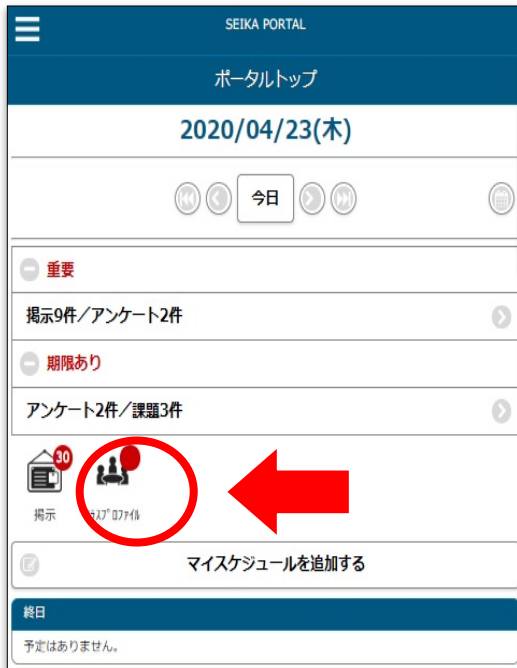 SEIKA PORTAL
ポータルトップ
2020/04/23(木)
今日
重要
掲示9件／アンケート2件
期限あり
アンケート2件／課題3件
30
掲示
マイスケジュールを追加する
終日
予定はありません。